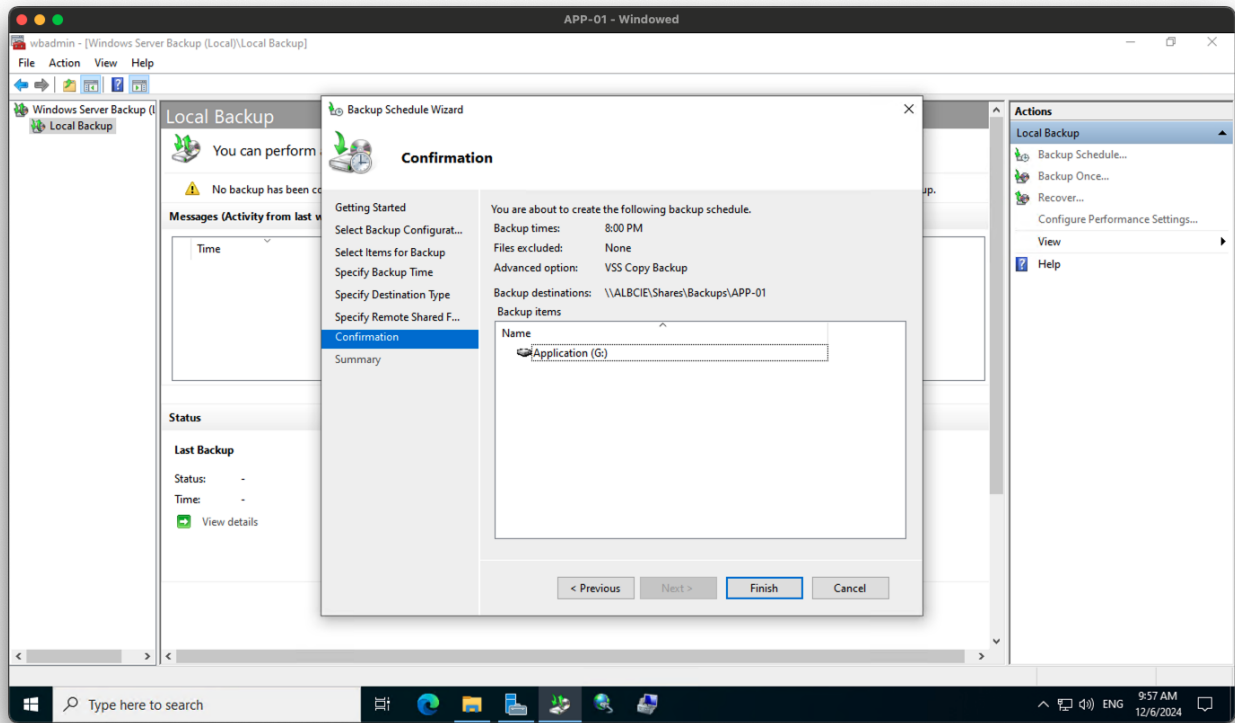 APP-01 - Windowed
wbadmin - [Windows Server Backup (Local)\Local Backup]
File Action View Help
Windows Server Backup (L
Local Backup
Local Backup
You can perform
No backup has been co
up.
Messages (Activity from last w
Time
Status
Last Backup
Status: -
Time: -
View details
Backup Schedule Wizard
Confirmation
Getting Started
Select Backup Configurat...
Select Items for Backup
Specify Backup Time
Specify Destination Type
Specify Remote Shared F...
Confirmation
Summary
You are about to create the following backup schedule.
Backup times: 8:00 PM
Files excluded: None
Advanced option: VSS Copy Backup
Backup destinations: \\ALBCIE\Shares\Backups\APP-01
Backup items
Name
Application (G:)
< Previous Next > Finish Cancel
Actions
Local Backup
Backup Schedule...
Backup Once...
Recover...
Configure Performance Settings...
View
Help
Type here to search
ENG
9:57 AM
12/6/2024